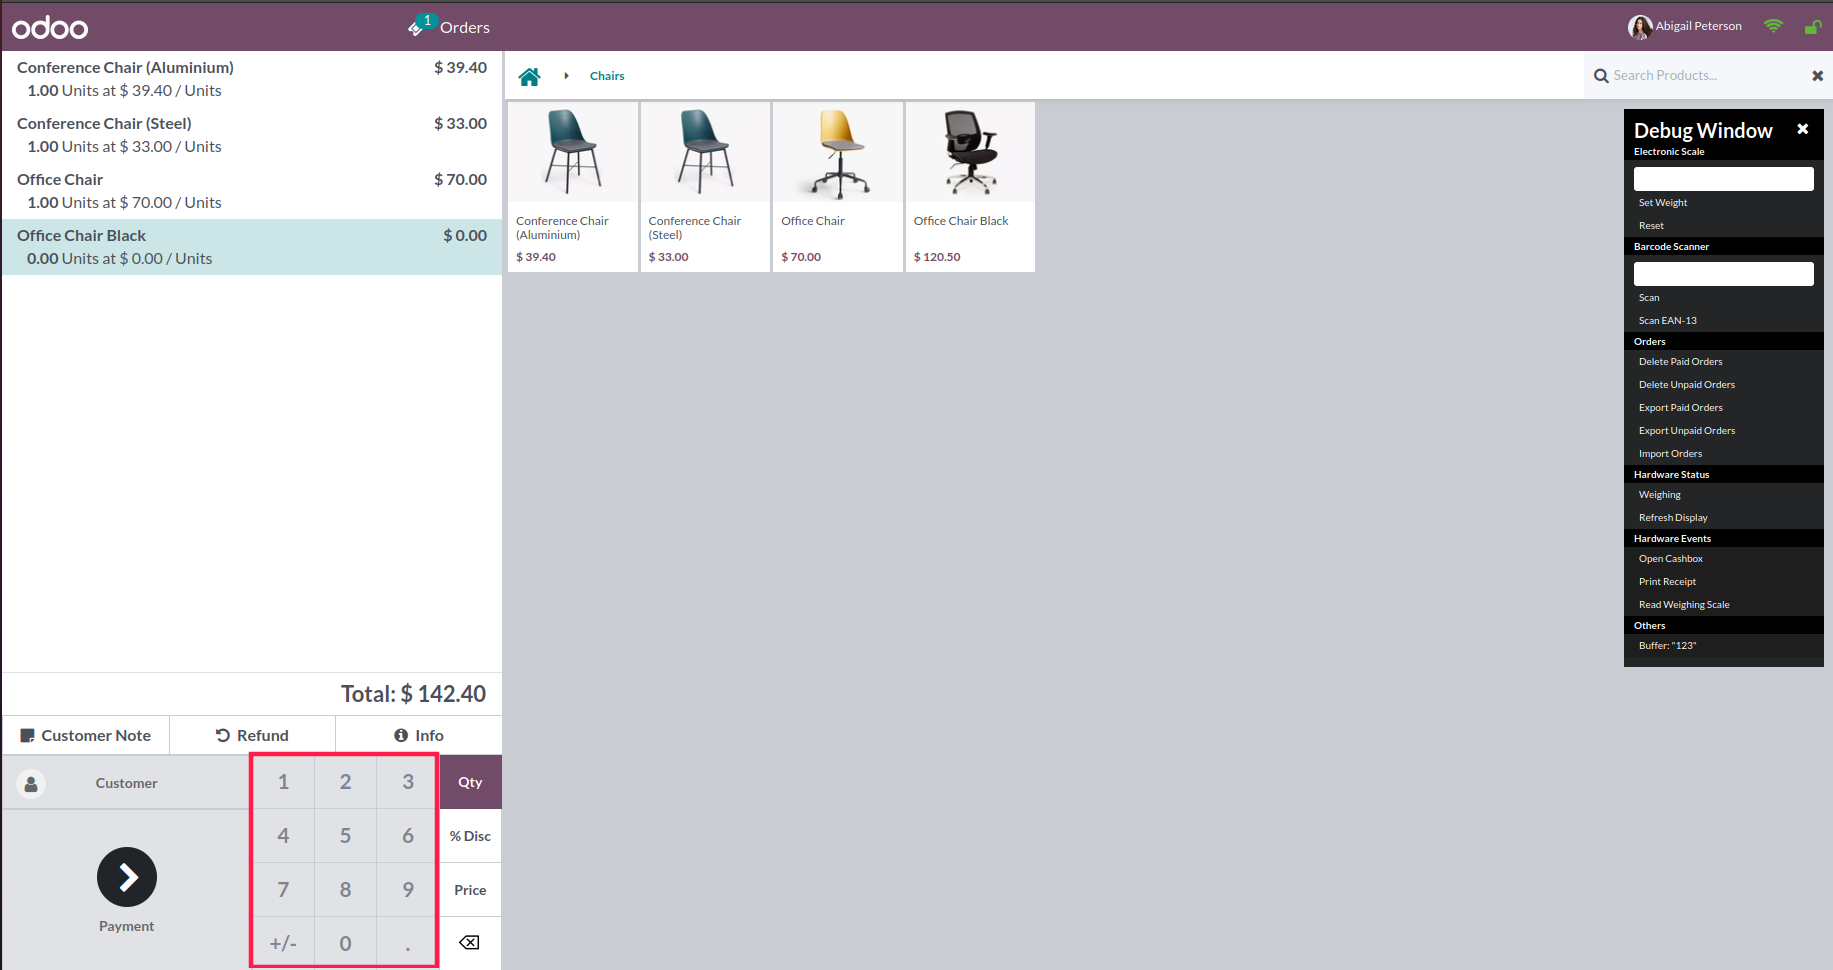 odoo
1
Orders
Abigail Peterson
Conference Chair (Aluminium) $ 39.40
1.00 Units at $ 39.40 / Units
Conference Chair (Steel) $ 33.00
1.00 Units at $ 33.00 / Units
Office Chair $ 70.00
1.00 Units at $ 70.00 / Units
Office Chair Black $ 0.00
0.00 Units at $ 0.00 / Units
Total: $ 142.40
Customer Note
Refund
Info
Customer
Payment
1 2 3 Qty
4 5 6 % Disc
7 8 9 Price
+/- 0 .
Chairs
Search Products...
Conference Chair
(Aluminium)
$ 39.40
Conference Chair
(Steel)
$ 33.00
Office Chair
$ 70.00
Office Chair Black
$ 120.50
Debug Window
Electronic Scale
Set Weight
Reset
Barcode Scanner
Scan
Scan EAN-13
Orders
Delete Paid Orders
Delete Unpaid Orders
Export Paid Orders
Export Unpaid Orders
Import Orders
Hardware Status
Weighing
Refresh Display
Hardware Events
Open Cashbox
Print Receipt
Read Weighing Scale
Others
Buffer: "123"